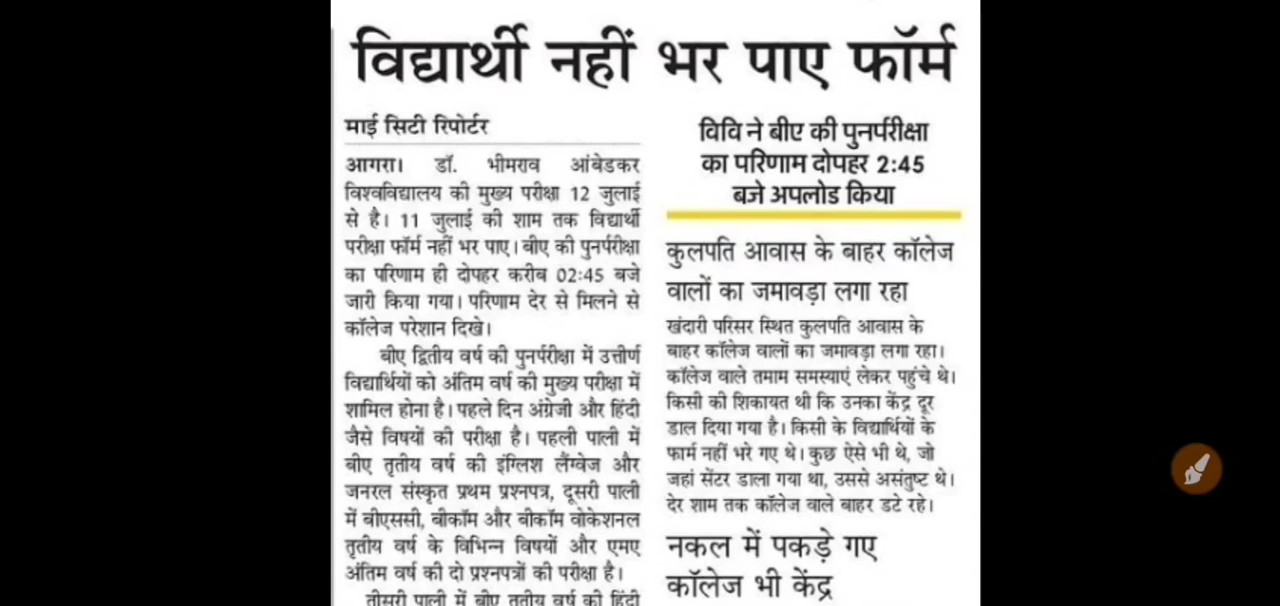 विद्यार्थी नहीं भर पाए फॉर्म
माई सिटी रिपोर्टर
आगरा। डॉ. भीमराव आंबेडकर
विश्वविद्यालय की मुख्य परीक्षा 12 जुलाई
से है। 11 जुलाई की शाम तक विद्यार्थी
परीक्षा फॉर्म नहीं भर पाए। बीए की पुनर्परीक्षा
का परिणाम ही दोपहर करीब 02:45 बजे
जारी किया गया। परिणाम देर से मिलने से
कॉलेज परेशान दिखे।
बीए द्वितीय वर्ष की पुनर्परीक्षा में उत्तीर्ण
विद्यार्थियों को अंतिम वर्ष की मुख्य परीक्षा में
शामिल होना है। पहले दिन अंग्रेजी और हिंदी
जैसे विषयों की परीक्षा है। पहली पाली में
बीए तृतीय वर्ष की इंग्लिश लैंग्वेज और
जनरल संस्कृत प्रथम प्रश्नपत्र, दूसरी पाली
में बीएससी, बीकॉम और बीकॉम वोकेशनल
तृतीय वर्ष के विभिन्न विषयों और एमए
अंतिम वर्ष की दो प्रश्नपत्रों की परीक्षा है।
तीसरी पाली में बीए तृतीय वर्ष की हिंदी
विवि ने बीए की पुनर्परीक्षा
का परिणाम दोपहर 2:45
बजे अपलोड किया
कुलपति आवास के बाहर कॉलेज
वालों का जमावड़ा लगा रहा
खंदारी परिसर स्थित कुलपति आवास के
बाहर कॉलेज वालों का जमावड़ा लगा रहा।
कॉलेज वाले तमाम समस्याएं लेकर पहुंचे थे।
किसी की शिकायत थी कि उनका केंद्र दूर
डाल दिया गया है। किसी के विद्यार्थियों के
फार्म नहीं भरे गए थे। कुछ ऐसे भी थे, जो
जहां सेंटर डाला गया था, उससे असंतुष्ट थे।
देर शाम तक कॉलेज वाले बाहर डटे रहे।
नकल में पकड़े गए
कॉलेज भी केंद्र